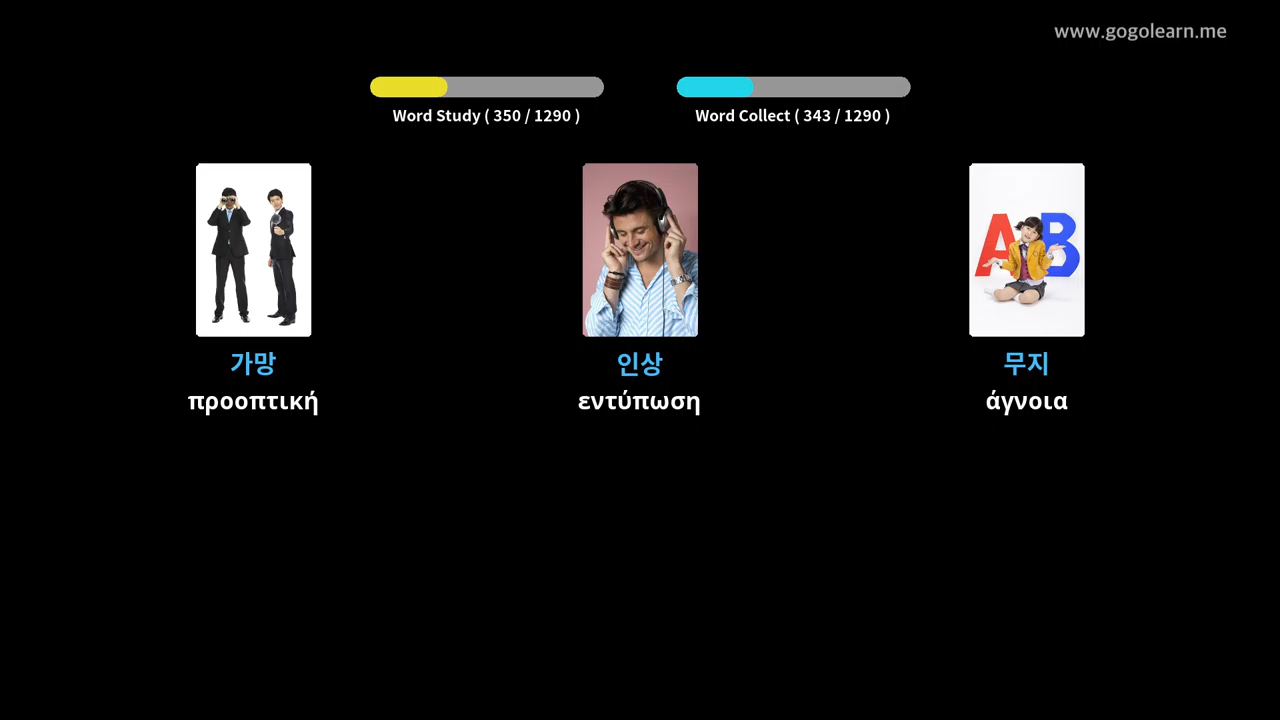 www.gogolearn.me
Word Study ( 350 / 1290 )
Word Collect ( 343 / 1290 )
가망
προοπτική
인상
εντύπωση
무지
άγνοια
A B